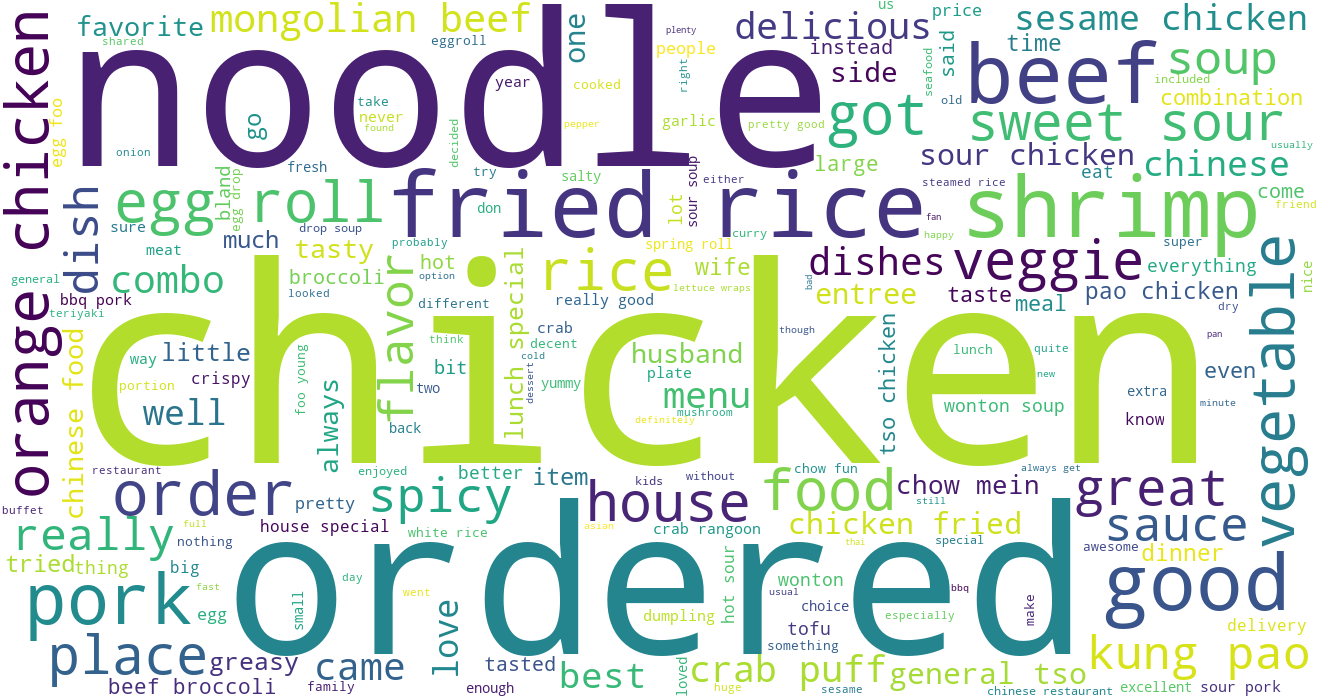 favorite
shared
mongolian beef
eggroll
noodle
one
plenty
people
delicious
instead
us
price
sesame chicken
time
said
beef
soup
side
year
right
seafood
included
orange chicken
egg foo
onion
go
take
never
found
decided
cooked
pepper
garlic
pretty good
got
old
combination
sweet sour
usually
large
sour chicken
eat
chinese
dish
egg roll
bland
egg drop
fresh
fried rice
try
salty
don
lot
sour soup
either
steamed rice
shrimp
come
friend
sure
meat
much
drop soup
tasty
probably
curry
spring roll
fan
happy
super
general
combo
broccoli
hot
option
flavor
rice
wife
lettuce wraps
dishes
veggie
everything
nice
bbq pork
teriyaki
looked
different
lunch special
really good
bad
entree
taste
meal
pao chicken
dry
vegetable
chinese food
way
little
foo young
think
crab
decent
cold
dessert
though
tso chicken
lunch
quite
pan
chicken
portion
crispy
always
bit
two
yummy
husband
plate
menu
new
even
minute
well
back
mushroom
definitely
wonton soup
extra
know
restaurant
buffet
order
enjoyed
better
item
kids
without
chow fun
always get
pretty
spicy
house
food
chow mein
still
great
really
full
nothing
house special
white rice
asian
crab rangoon
chicken fried
thai
special
sauce
awesome
dinner
tried
thing
big
fast
day
went
ordered
wonton
usual
bbq
good
pork
egg
small
love
dumpling
hot sour
choice
tofu
especially
make
delivery
place
greasy
came
tasted
something
kung pao
beef broccoli
family
enough
best
loved
crab puff
huge
general tso
sesame
chinese restaurant
excellent
sour pork